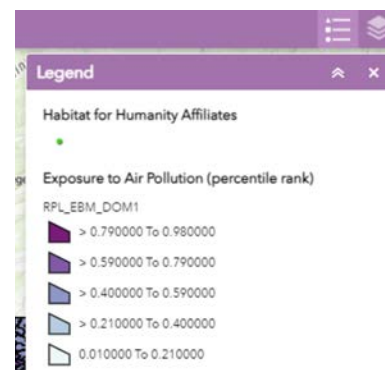 Legend
Habitat for Humanity Affiliates
Exposure to Air Pollution (percentile rank)
RPL_EBM_DOM1
> 0.790000 To 0.980000
> 0.590000 To 0.790000
> 0.400000 To 0.590000
> 0.210000 To 0.400000
0.010000 To 0.210000